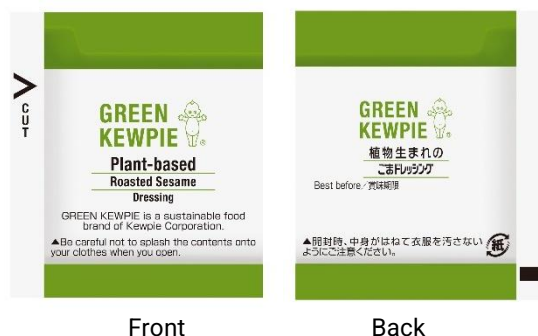 CUT
GREEN
KEWPIE®
Plant-based
Roasted Sesame
Dressing
GREEN KEWPIE is a sustainable food
brand of Kewpie Corporation.
▲Be careful not to splash the contents onto
your clothes when you open.
Front
GREEN
KEWPIE®
植物生まれの
ごまドレッシング
Best before／賞味期限
▲開封時、中身がはねて衣服を汚さない
ようにご注意ください。
紙
Back